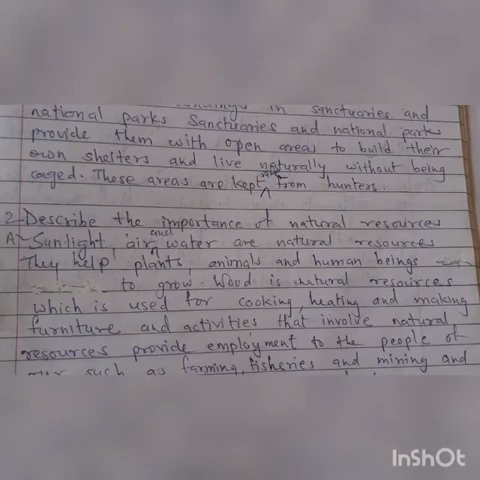 in sanctuaries and
national parks Sanctuaries and national parks
provide them with open areas to build their
own shelters and live naturally without being
caged. These areas are kept from hunters.
2- Describe the importance of natural resources
A- Sunlight, air and water are natural resources
They help plants, animals and human beings
to grow. Wood is natural resources
which is used for cooking, heating and making
furniture and activities that involve natural
resources provide employment to the people of
such as farming, fisheries and mining and
InShOt